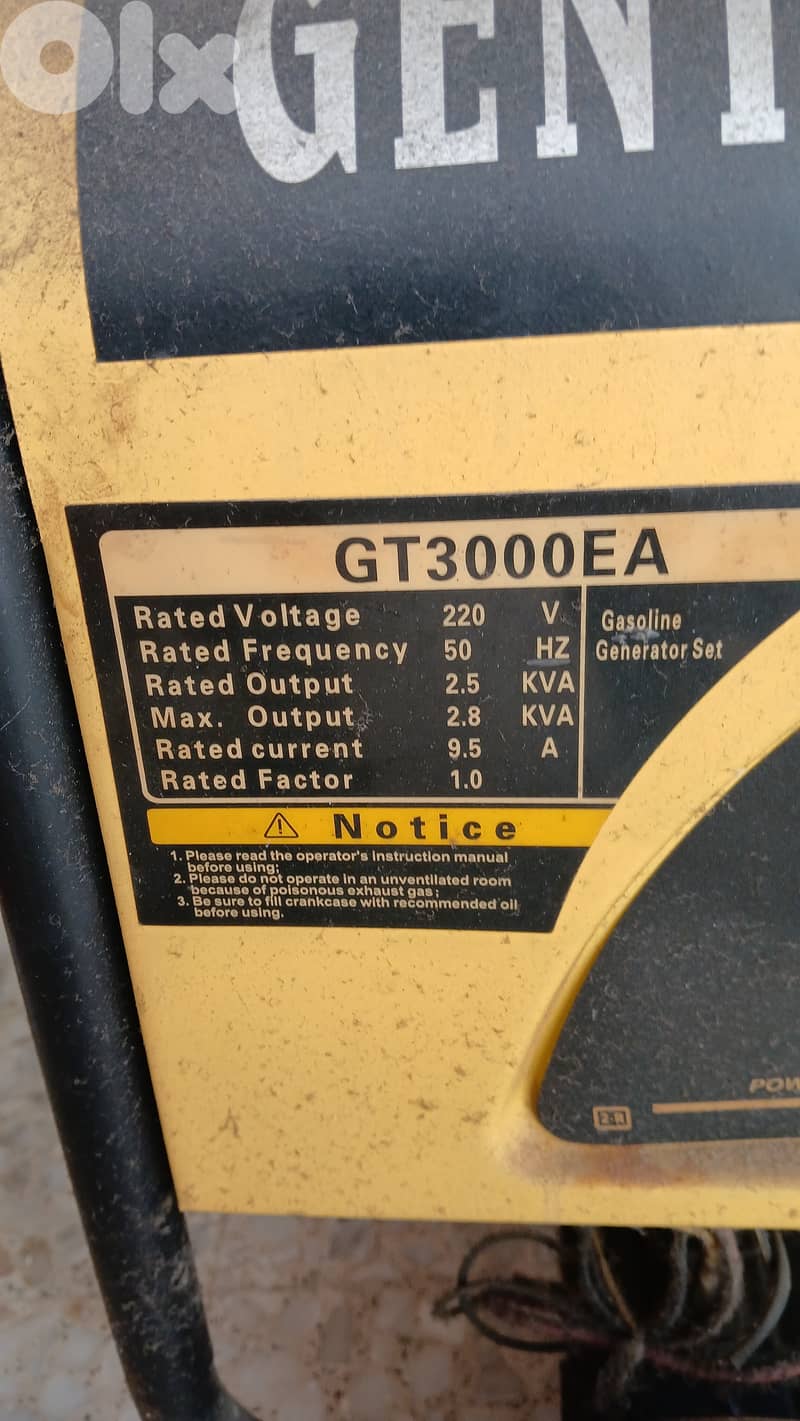 Olx
GENT
GT3000EA
Rated Voltage 220 V
Rated Frequency 50 HZ
Rated Output 2.5 KVA
Max. Output 2.8 KVA
Rated current 9.5 A
Rated Factor 1.0
Gasoline
Generator Set
⚠ Notice
1. Please read the operator's instruction manual
before using;
2. Please do not operate in an unventilated room
because of poisonous exhaust gas;
3. Be sure to fill crankcase with recommended oil
before using.
POW